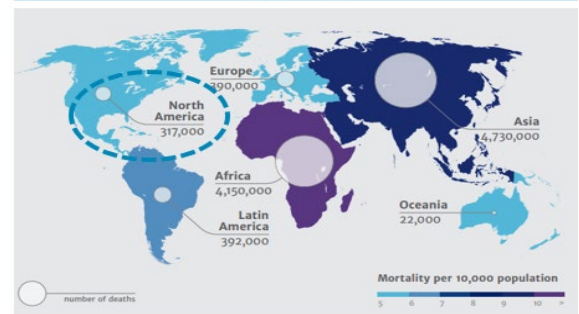 Europe
390,000
North
America
317,000
Asia
4,730,000
Africa
4,150,000
Oceania
22,000
Latin
America
392,000
Mortality per 10,000 population
number of deaths
5 6 7 8 9 10 >